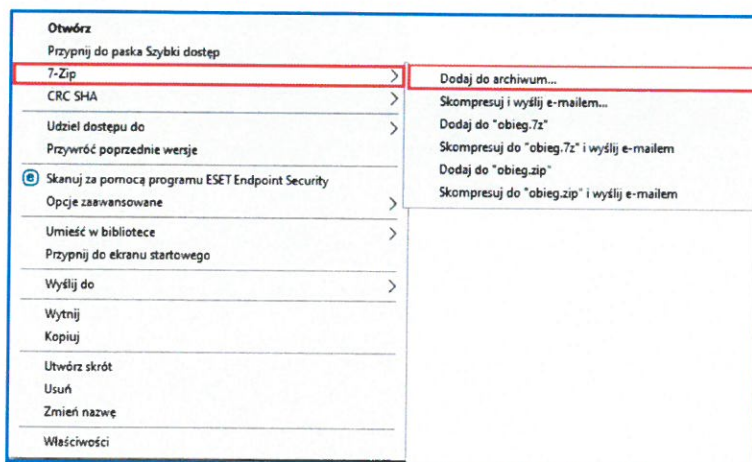 Otwórz
Przypnij do paska Szybki dostęp
7-Zip
CRC SHA
Udziel dostępu do
Przywróć poprzednie wersje
Skanuj za pomocą programu ESET Endpoint Security
Opcje zaawansowane
Umieść w bibliotece
Przypnij do ekranu startowego
Wyślij do
Wytnij
Kopiuj
Utwórz skrót
Usuń
Zmień nazwę
Właściwości
Dodaj do archiwum...
Skompresuj i wyślij e-mailem...
Dodaj do "obieg.7z"
Skompresuj do "obieg.7z" i wyślij e-mailem
Dodaj do "obieg.zip"
Skompresuj do "obieg.zip" i wyślij e-mailem